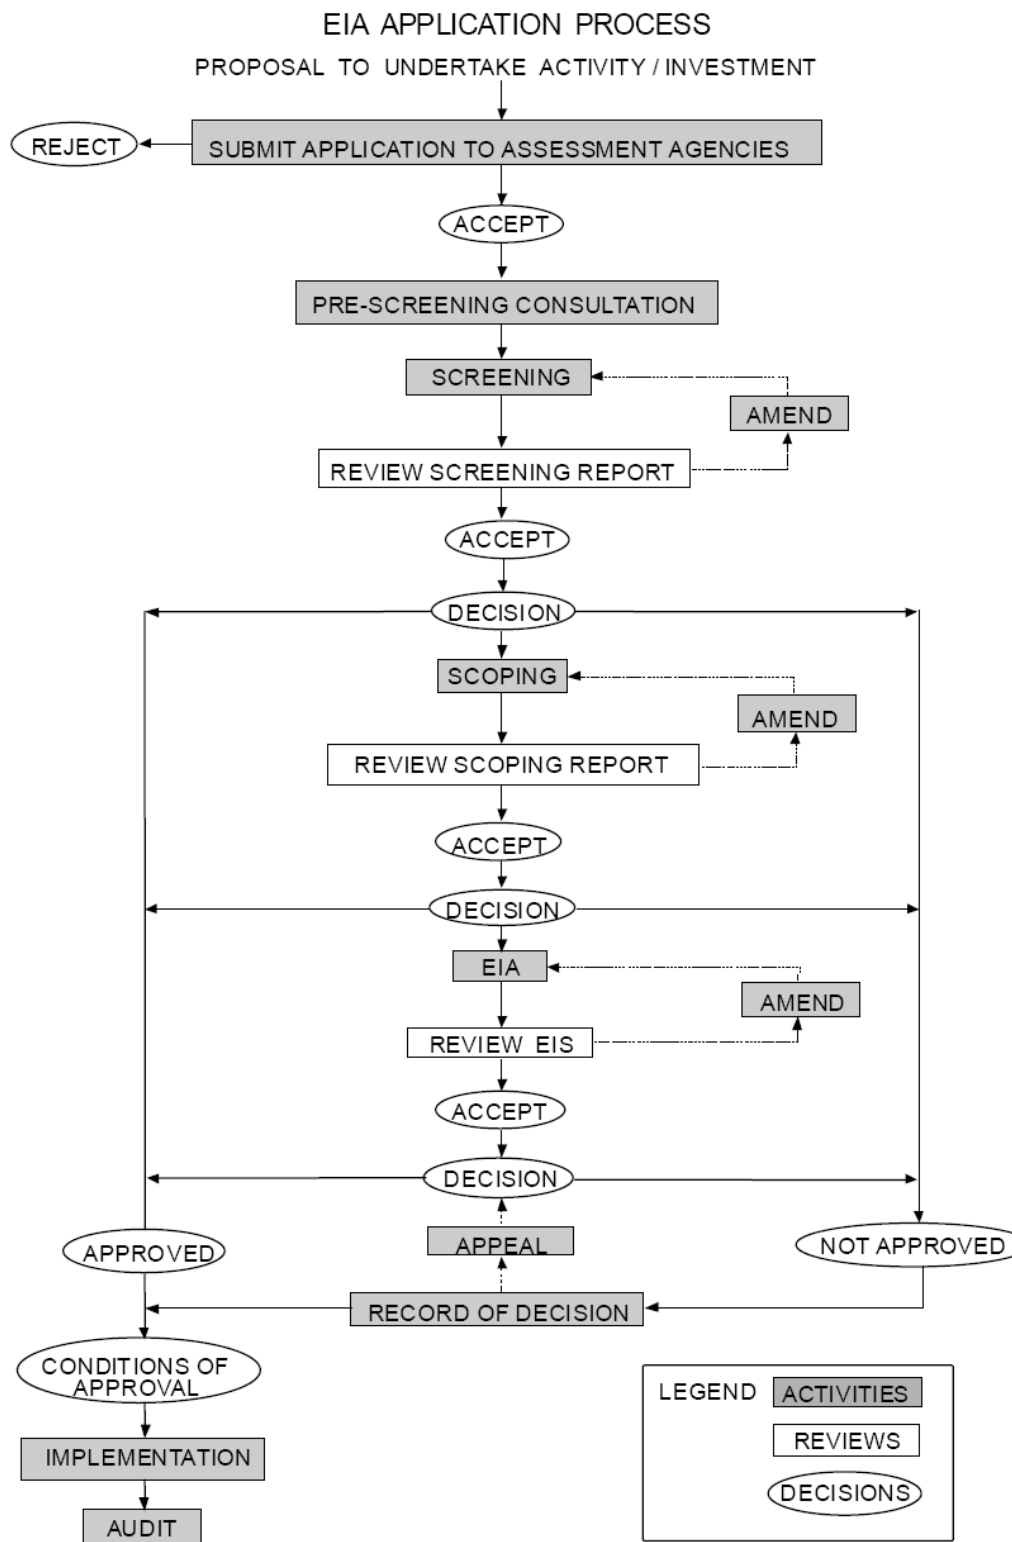 EIA APPLICATION PROCESS
PROPOSAL TO UNDERTAKE ACTIVITY / INVESTMENT
REJECT
SUBMIT APPLICATION TO ASSESSMENT AGENCIES
ACCEPT
PRE-SCREENING CONSULTATION
SCREENING
AMEND
REVIEW SCREENING REPORT
ACCEPT
DECISION
SCOPING
AMEND
REVIEW SCOPING REPORT
ACCEPT
DECISION
EIA
AMEND
REVIEW EIS
ACCEPT
DECISION
APPEAL
APPROVED
NOT APPROVED
RECORD OF DECISION
CONDITIONS OF
APPROVAL
IMPLEMENTATION
AUDIT
LEGEND
ACTIVITIES
REVIEWS
DECISIONS